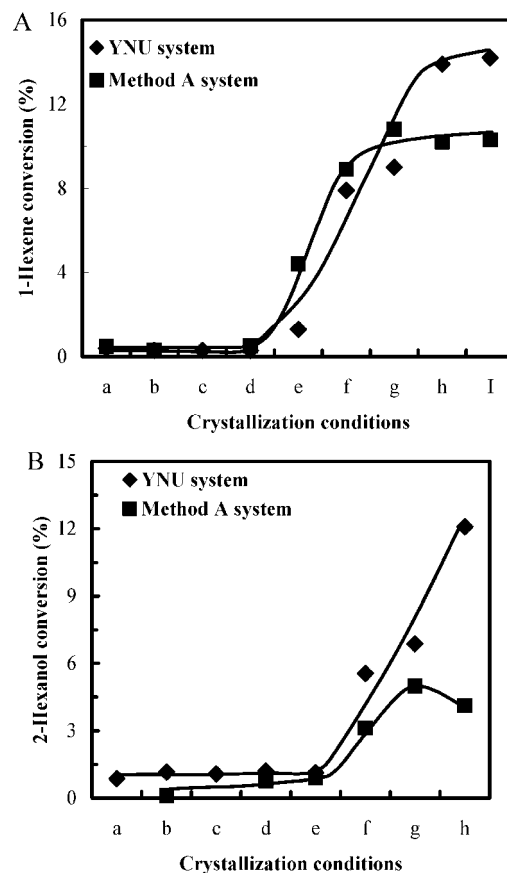 A
16
12
8
4
0
1-Hexene conversion (%)
YNU system
Method A system
a b c d e f g h I
Crystallization conditions
B
15
12
9
6
3
0
2-Hexanol conversion (%)
YNU system
Method A system
a b c d e f g h
Crystallization conditions